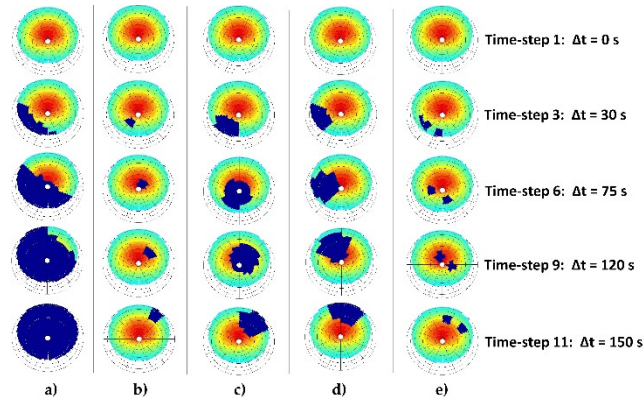 Time-step 1: Δt = 0 s
Time-step 3: Δt = 30 s
Time-step 6: Δt = 75 s
Time-step 9: Δt = 120 s
Time-step 11: Δt = 150 s
a) b) c) d) e)